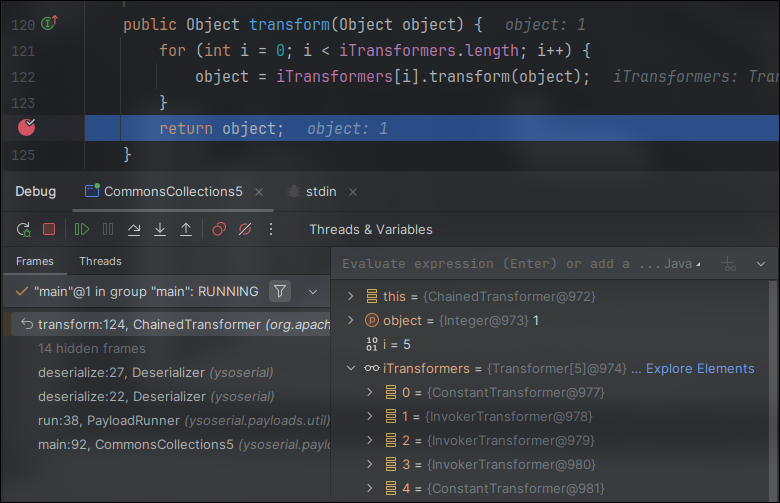 120 public Object transform(Object object) { object: 1
121 for (int i = 0; i < iTransformers.length; i++) {
122 object = iTransformers[i].transform(object); iTransformers: Tran
123 }
return object; object: 1
125 }
Debug CommonsCollections5 × stdin ×
Threads & Variables
Frames Threads
Evaluate expression (Enter) or add a ... Java
"main"@1 in group "main": RUNNING
this = {ChainedTransformer@972}
transform:124, ChainedTransformer (org.apach
object = {Integer@973} 1
14 hidden frames
i = 5
deserialize:27, Deserializer (ysoserial)
iTransformers = {Transformer[5]@974} ... Explore Elements
deserialize:22, Deserializer (ysoserial)
0 = {ConstantTransformer@977}
run:38, PayloadRunner (ysoserial.payloads.util)
1 = {InvokerTransformer@978}
main:92, CommonsCollections5 (ysoserial.paylo
2 = {InvokerTransformer@979}
3 = {InvokerTransformer@980}
4 = {ConstantTransformer@981}